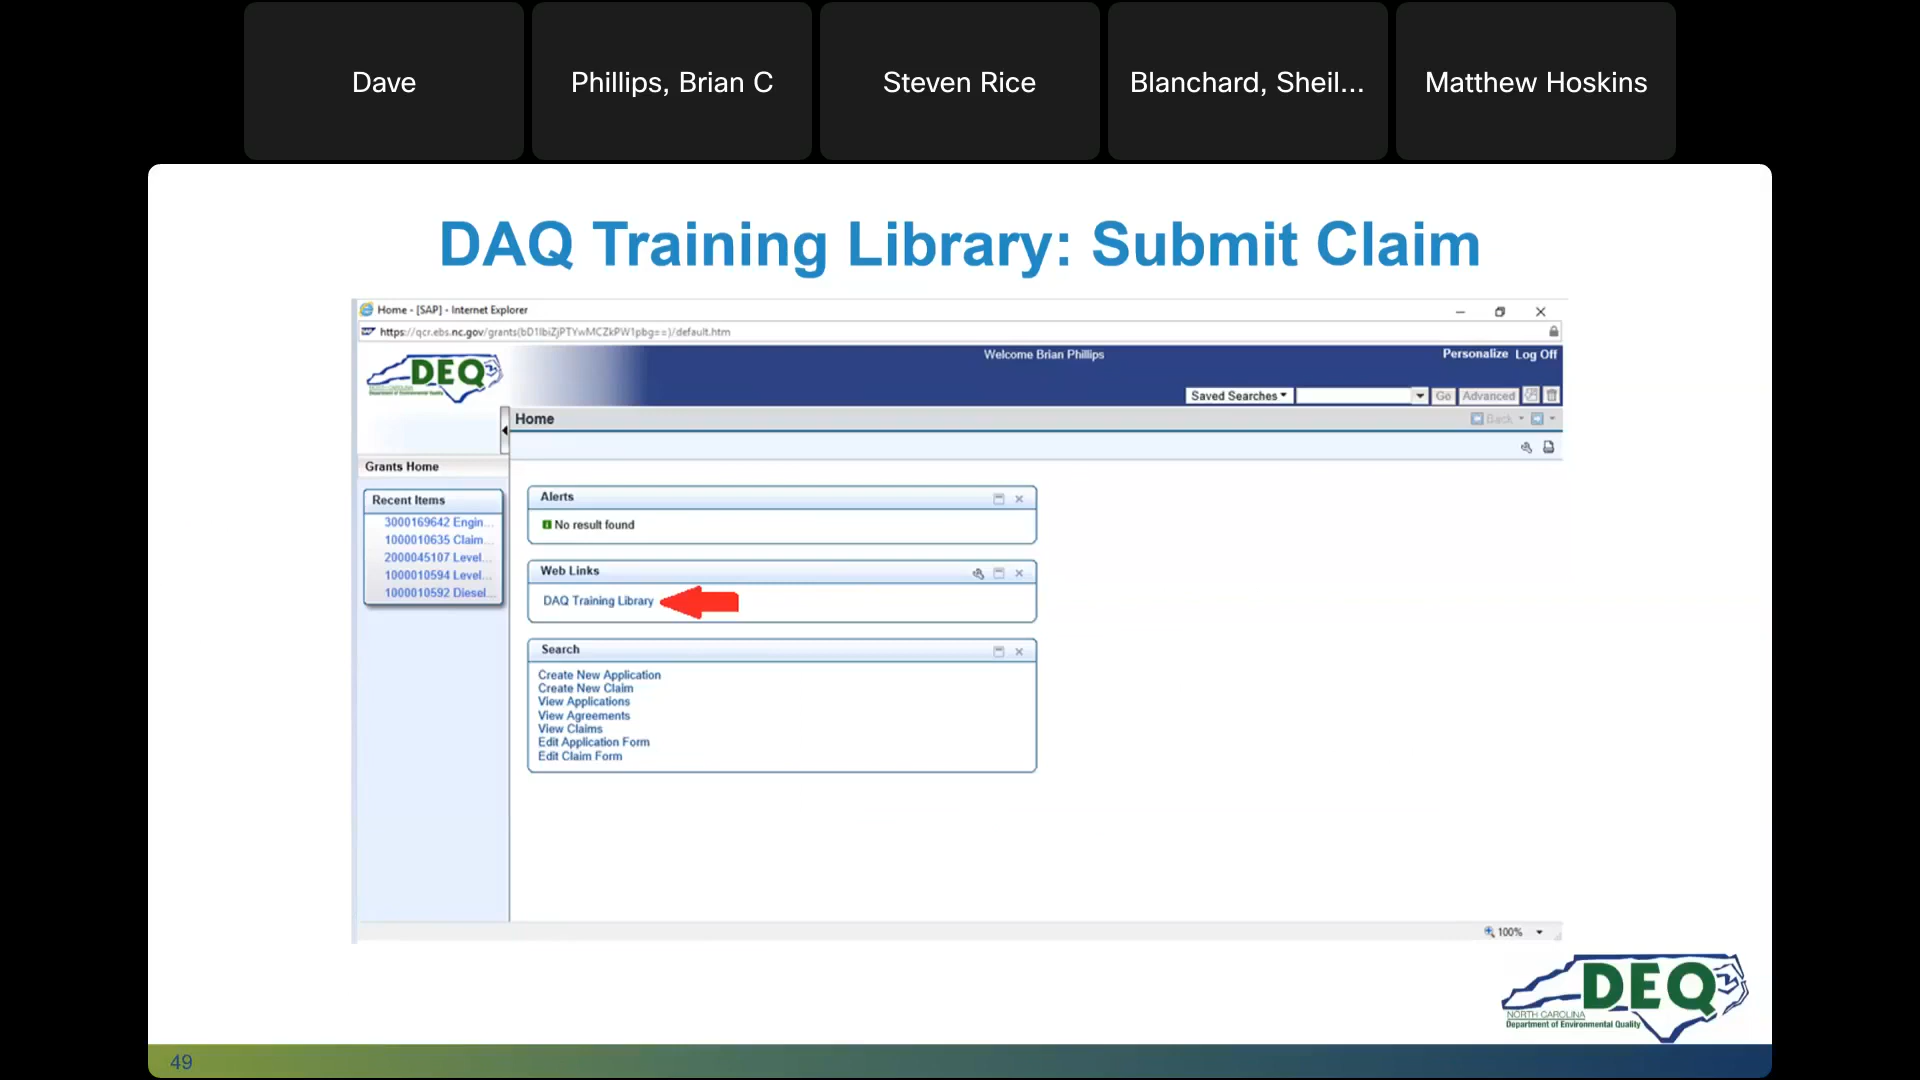 Dave
Phillips, Brian C
Steven Rice
Blanchard, Sheil...
Matthew Hoskins
DAQ Training Library: Submit Claim
Home - [SAP] - Internet Explorer
Welcome Brian Phillips
Personalize Log Off
DEQ
Saved Searches
Go
Advanced
Home
Back
Grants Home
Recent Items
3000169642 Engin...
1000010635 Claim...
2000045107 Level...
1000010594 Level...
1000010592 Diesel...
Alerts
No result found
Web Links
DAQ Training Library
Search
Create New Application
Create New Claim
View Applications
View Agreements
View Claims
Edit Application Form
Edit Claim Form
100%
DEQ
NORTH CAROLINA
Department of Environmental Quality
49